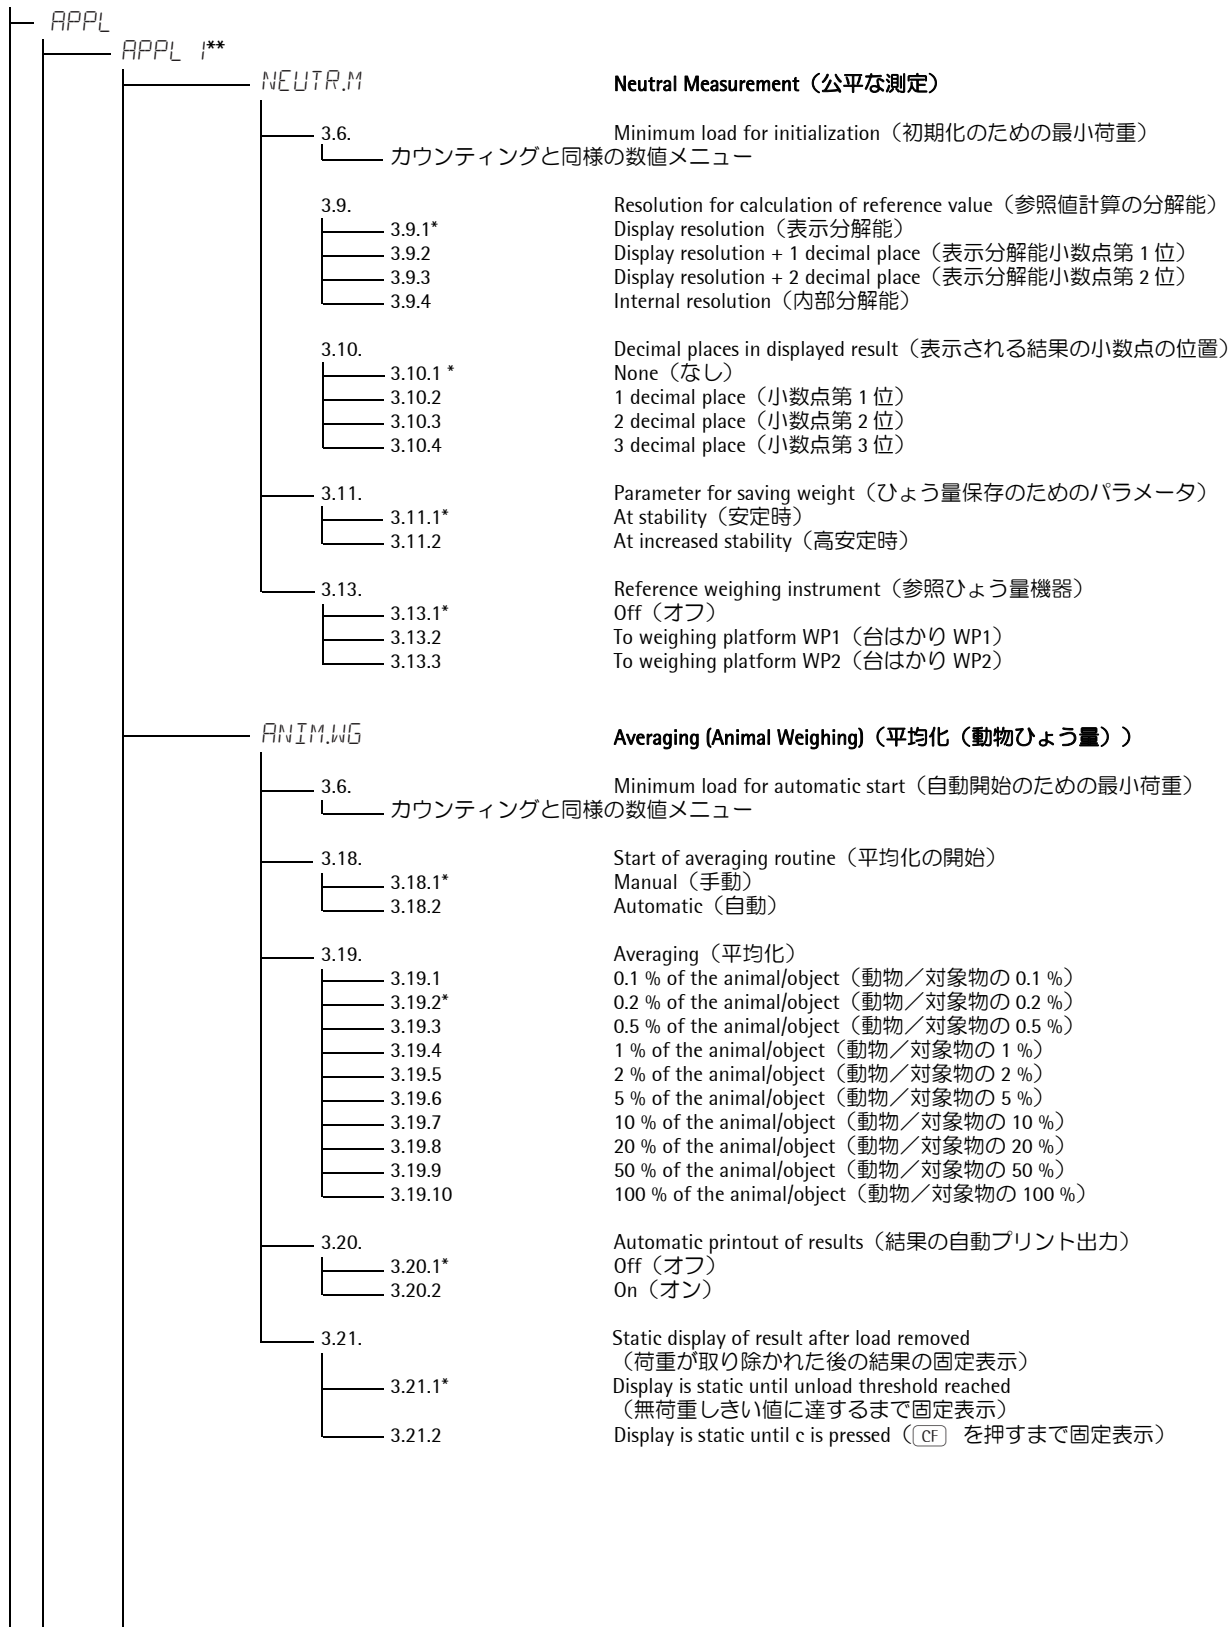 APPL
APPL 1**
NEUTR.M Neutral Measurement（公平な測定）
3.6. Minimum load for initialization（初期化のための最小荷重）
カウンティングと同様の数値メニュー
3.9. Resolution for calculation of reference value（参照値計算の分解能）
3.9.1* Display resolution（表示分解能）
3.9.2 Display resolution + 1 decimal place（表示分解能小数点第 1 位）
3.9.3 Display resolution + 2 decimal place（表示分解能小数点第 2 位）
3.9.4 Internal resolution（内部分解能）
3.10. Decimal places in displayed result（表示される結果の小数点の位置）
3.10.1 * None（なし）
3.10.2 1 decimal place（小数点第 1 位）
3.10.3 2 decimal place（小数点第 2 位）
3.10.4 3 decimal place（小数点第 3 位）
3.11. Parameter for saving weight（ひょう量保存のためのパラメータ）
3.11.1* At stability（安定時）
3.11.2 At increased stability（高安定時）
3.13. Reference weighing instrument（参照ひょう量機器）
3.13.1* Off（オフ）
3.13.2 To weighing platform WP1（台はかり WP1）
3.13.3 To weighing platform WP2（台はかり WP2）
ANIM.WG Averaging (Animal Weighing)（平均化（動物ひょう量））
3.6. Minimum load for automatic start（自動開始のための最小荷重）
カウンティングと同様の数値メニュー
3.18. Start of averaging routine（平均化の開始）
3.18.1* Manual（手動）
3.18.2 Automatic（自動）
3.19. Averaging（平均化）
3.19.1 0.1 % of the animal/object（動物／対象物の 0.1 %）
3.19.2* 0.2 % of the animal/object（動物／対象物の 0.2 %）
3.19.3 0.5 % of the animal/object（動物／対象物の 0.5 %）
3.19.4 1 % of the animal/object（動物／対象物の 1 %）
3.19.5 2 % of the animal/object（動物／対象物の 2 %）
3.19.6 5 % of the animal/object（動物／対象物の 5 %）
3.19.7 10 % of the animal/object（動物／対象物の 10 %）
3.19.8 20 % of the animal/object（動物／対象物の 20 %）
3.19.9 50 % of the animal/object（動物／対象物の 50 %）
3.19.10 100 % of the animal/object（動物／対象物の 100 %）
3.20. Automatic printout of results（結果の自動プリント出力）
3.20.1* Off（オフ）
3.20.2 On（オン）
3.21. Static display of result after load removed
（荷重が取り除かれた後の結果の固定表示）
3.21.1* Display is static until unload threshold reached
（無荷重しきい値に達するまで固定表示）
3.21.2 Display is static until c is pressed（CF を押すまで固定表示）